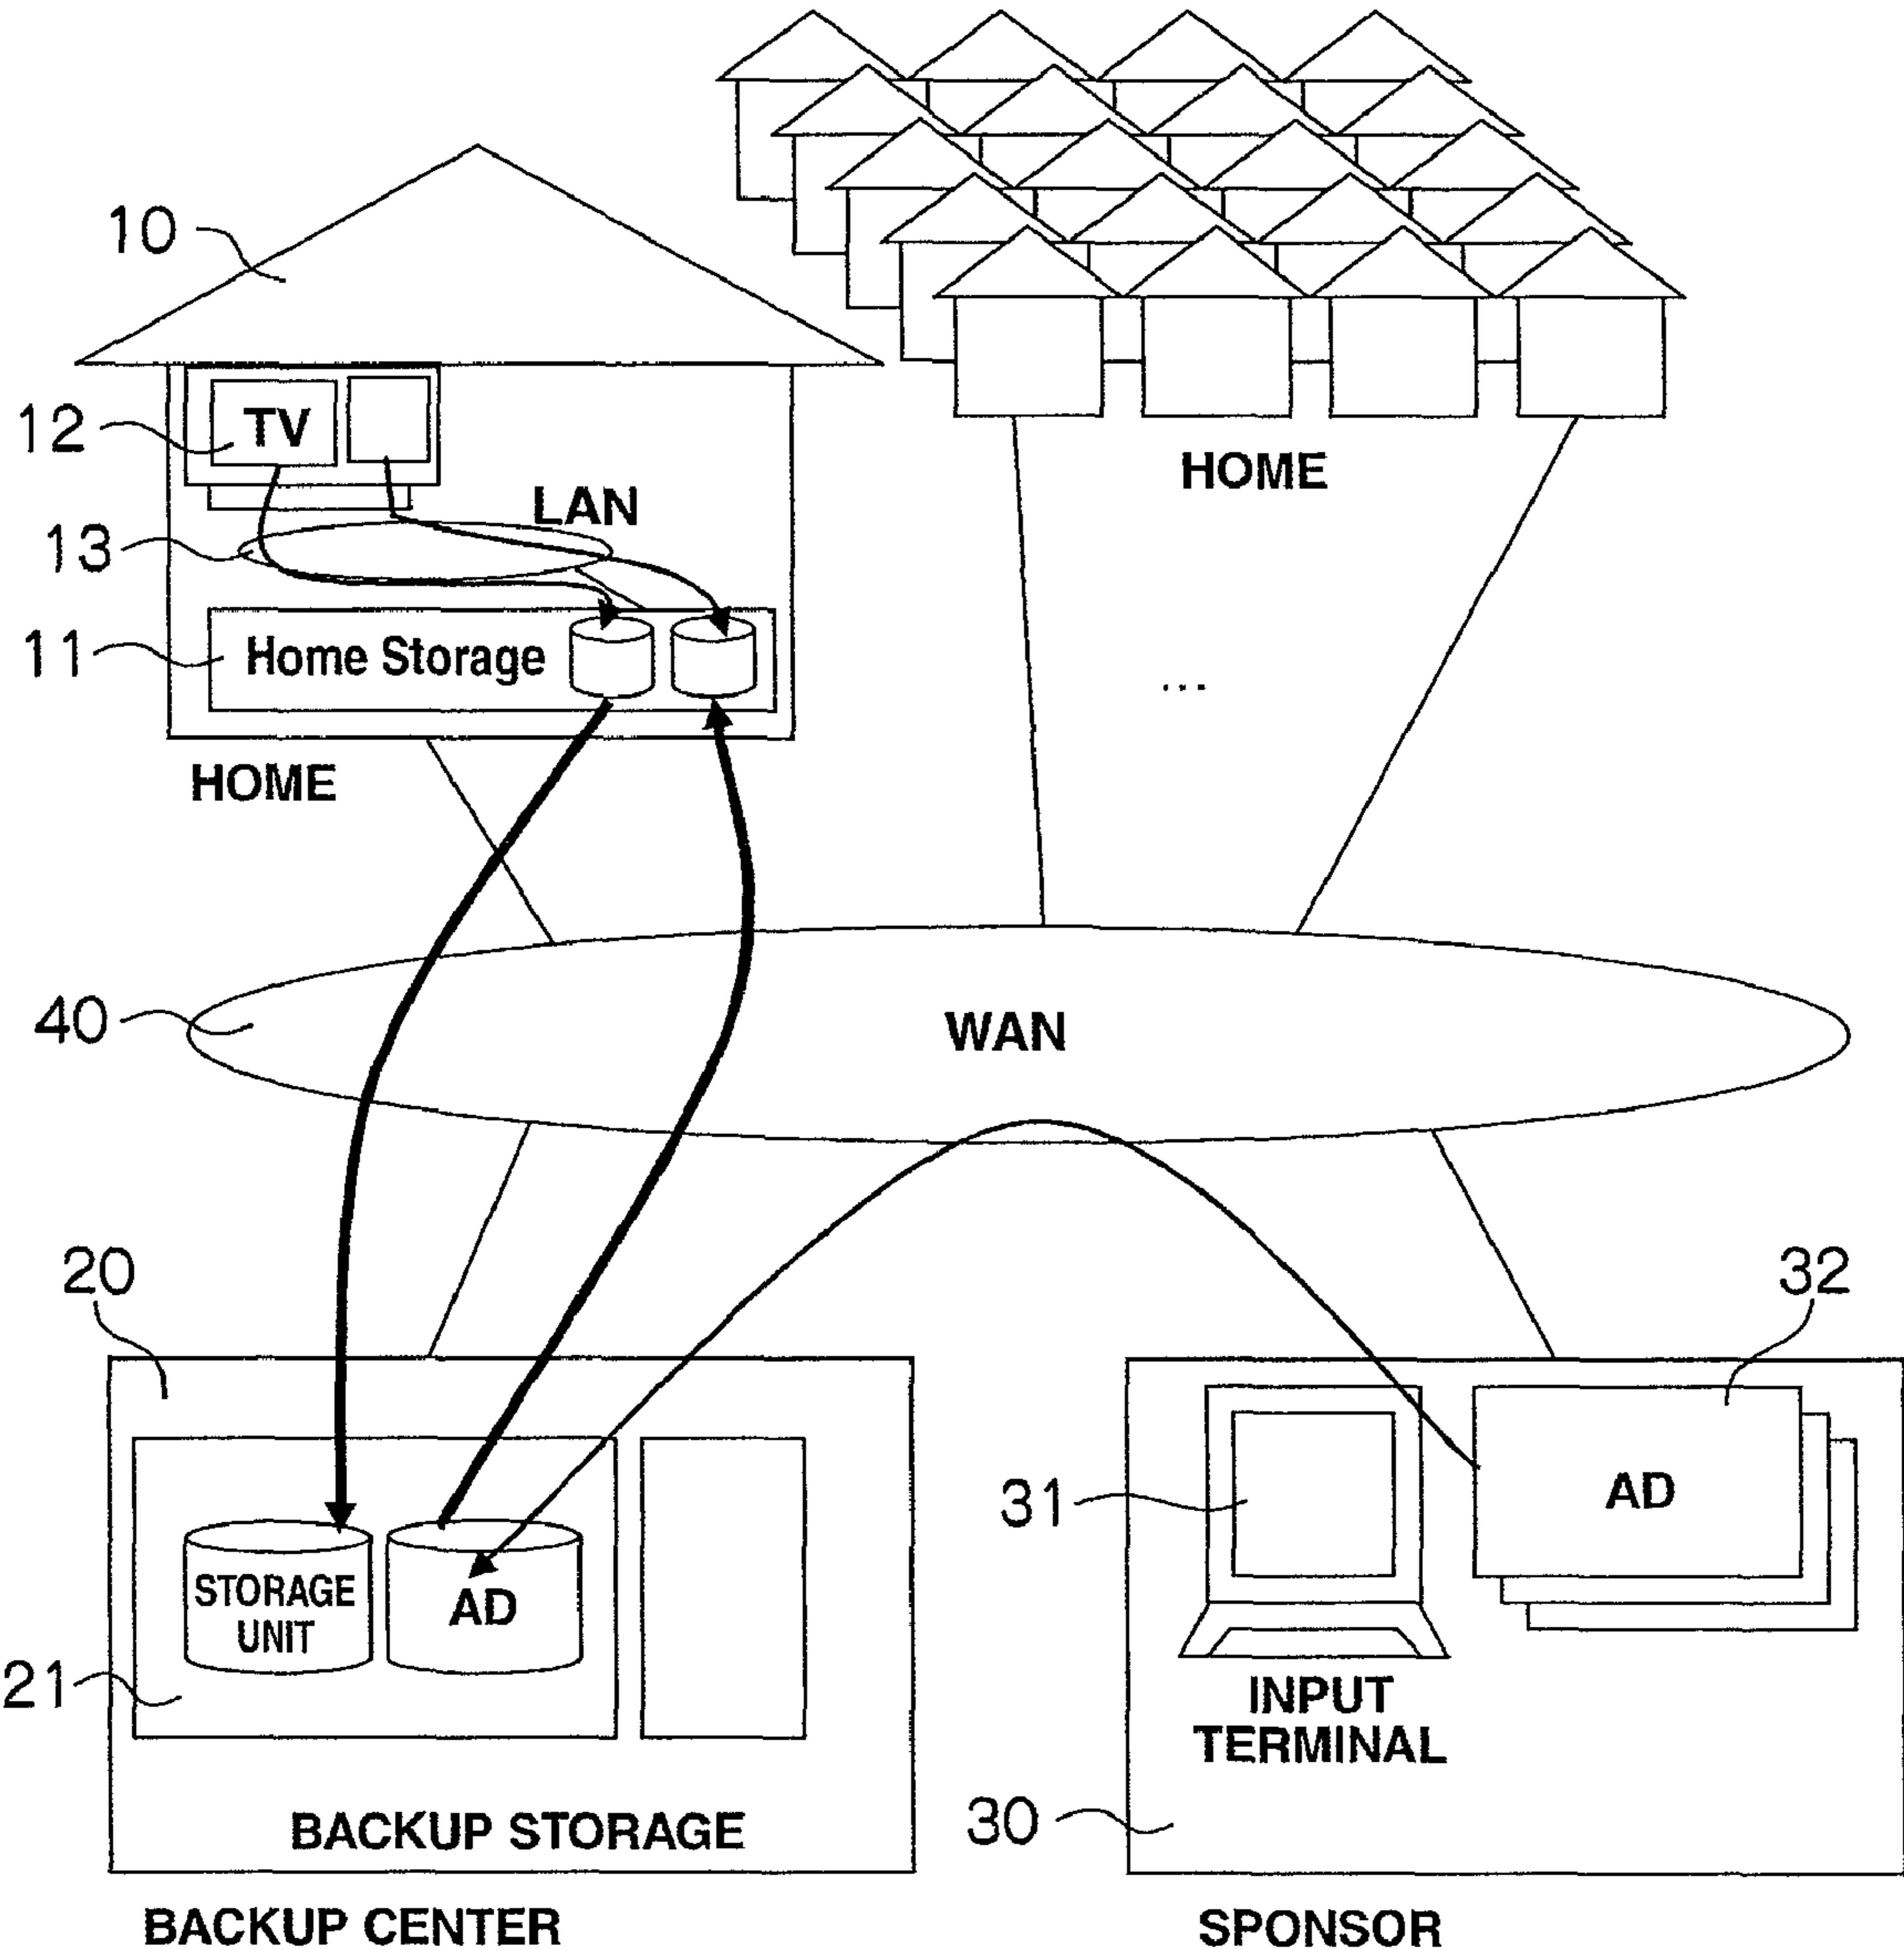 10
12
TV
HOME
LAN
13
11
Home Storage
...
HOME
40
WAN
20
32
31
AD
STORAGE
UNIT
AD
21
INPUT
TERMINAL
BACKUP STORAGE
30
BACKUP CENTER
SPONSOR